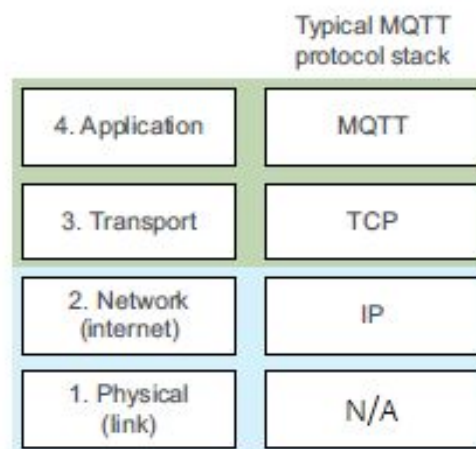 Typical MQTT
protocol stack
4. Application
MQTT
3. Transport
TCP
2. Network
(internet)
IP
1. Physical
(link)
N/A